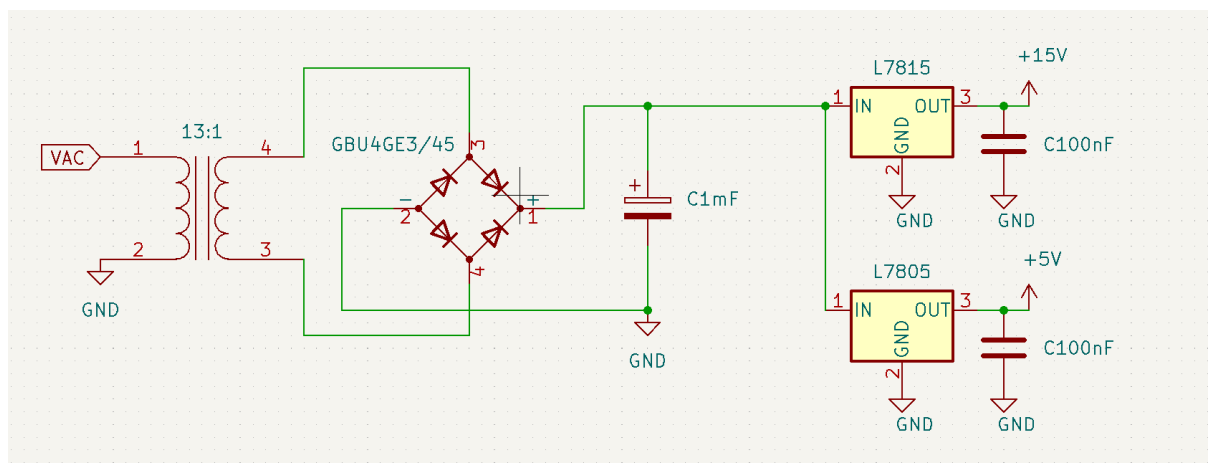 VAC
1
2
GND
13:1
4
3
GBU4GE3/45
3
-
2
+
1
4
+
C1mF
GND
L7815
1
IN
OUT
3
GND
2
GND
+15V
C100nF
GND
L7805
1
IN
OUT
3
GND
2
GND
+5V
C100nF
GND